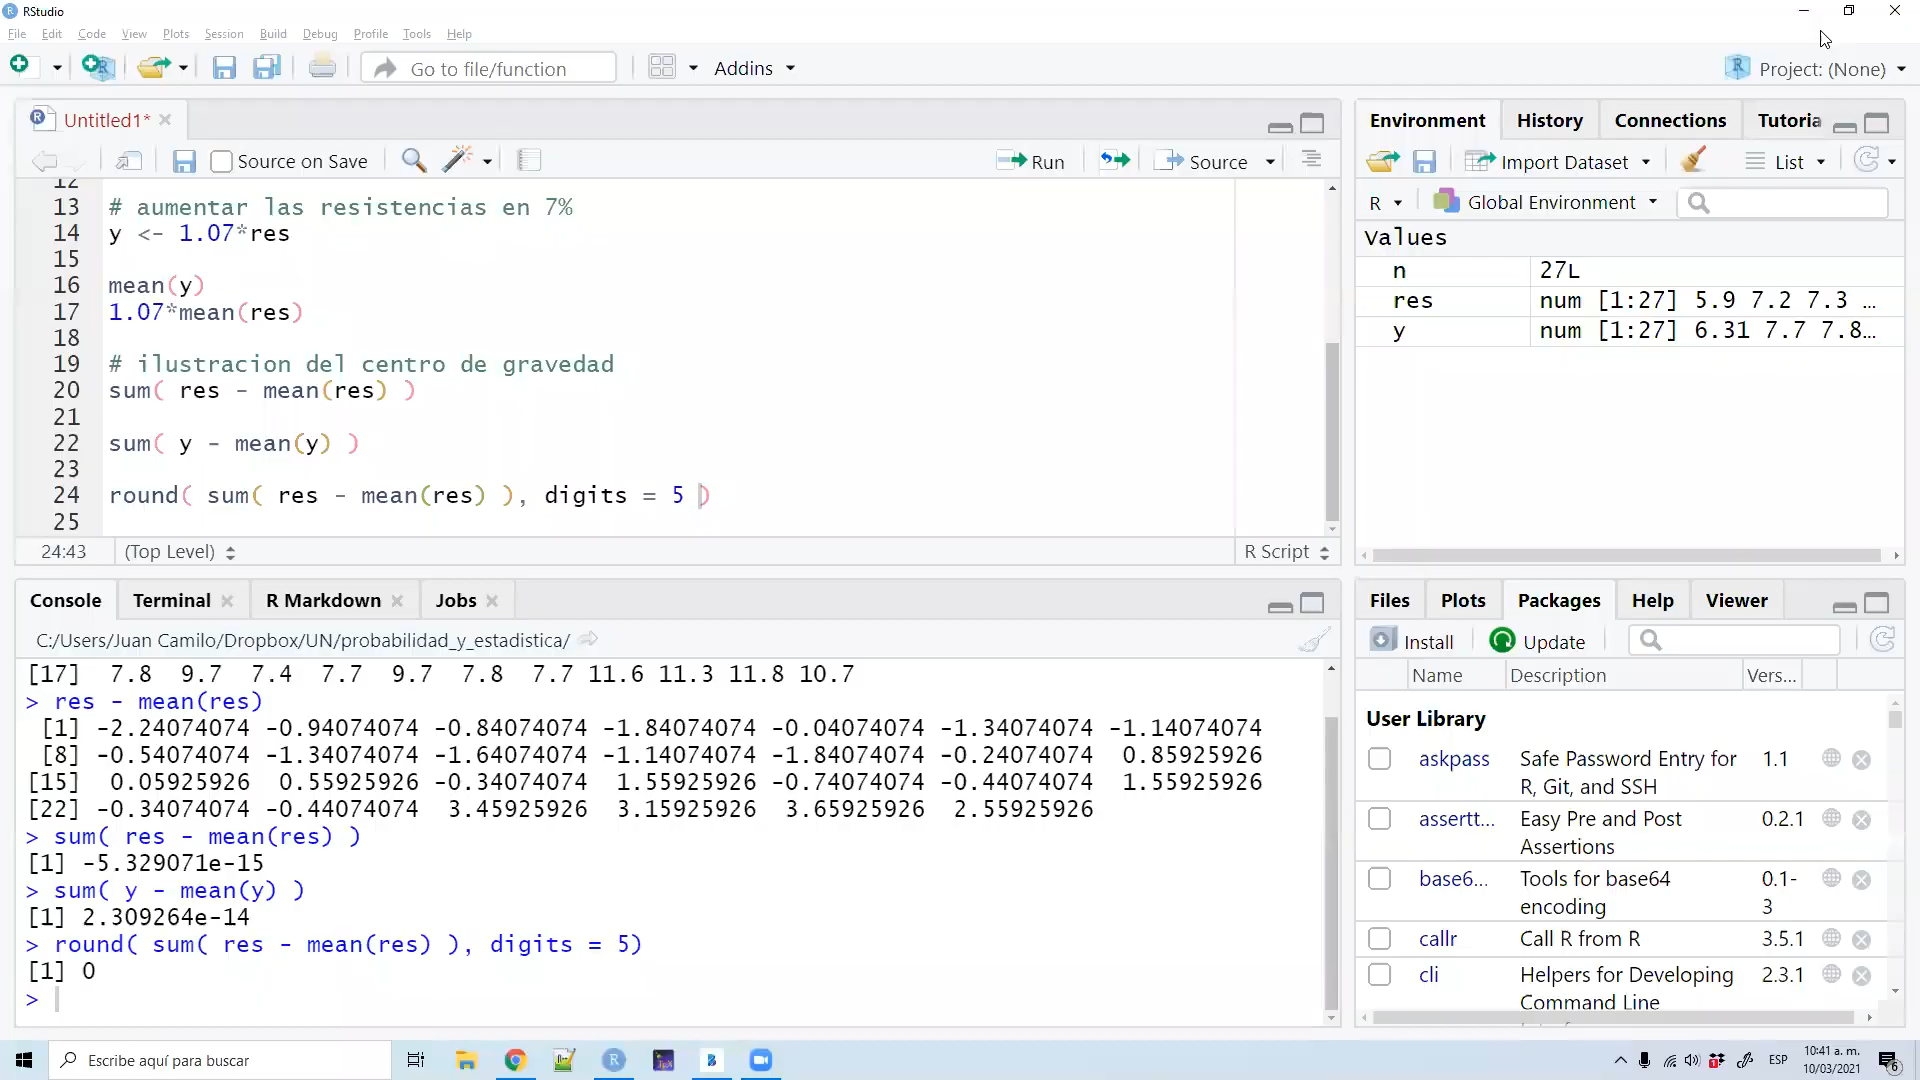 RStudio
File Edit Code View Plots Session Build Debug Profile Tools Help
Go to file/function Addins Project: (None)
Untitled1*
Source on Save Run Source
12
13 # aumentar las resistencias en 7%
14 y <- 1.07*res
15
16 mean(y)
17 1.07*mean(res)
18
19 # ilustracion del centro de gravedad
20 sum( res - mean(res) )
21
22 sum( y - mean(y) )
23
24 round( sum( res - mean(res) ), digits = 5 )
25
24:43 (Top Level) R Script
Console Terminal R Markdown Jobs
C:/Users/Juan Camilo/Dropbox/UN/probabilidad_y_estadistica/
[17] 7.8 9.7 7.4 7.7 9.7 7.8 7.7 11.6 11.3 11.8 10.7
> res - mean(res)
[1] -2.24074074 -0.94074074 -0.84074074 -1.84074074 -0.04074074 -1.34074074 -1.14074074
[8] -0.54074074 -1.34074074 -1.64074074 -1.14074074 -1.84074074 -0.24074074 0.85925926
[15] 0.05925926 0.55925926 -0.34074074 1.55925926 -0.74074074 -0.44074074 1.55925926
[22] -0.34074074 -0.44074074 3.45925926 3.15925926 3.65925926 2.55925926
> sum( res - mean(res) )
[1] -5.329071e-15
> sum( y - mean(y) )
[1] 2.309264e-14
> round( sum( res - mean(res) ), digits = 5)
[1] 0
>
Environment History Connections Tutoria
Import Dataset List
R Global Environment
Values
n 27L
res num [1:27] 5.9 7.2 7.3 ...
y num [1:27] 6.31 7.7 7.8...
Files Plots Packages Help Viewer
Install Update
Name Description Vers...
User Library
askpass Safe Password Entry for 1.1
R, Git, and SSH
assertt... Easy Pre and Post 0.2.1
Assertions
base6... Tools for base64 0.1-
encoding 3
callr Call R from R 3.5.1
cli Helpers for Developing 2.3.1
Command Line
Escribe aquí para buscar
ESP
10:41 a. m.
10/03/2021
6